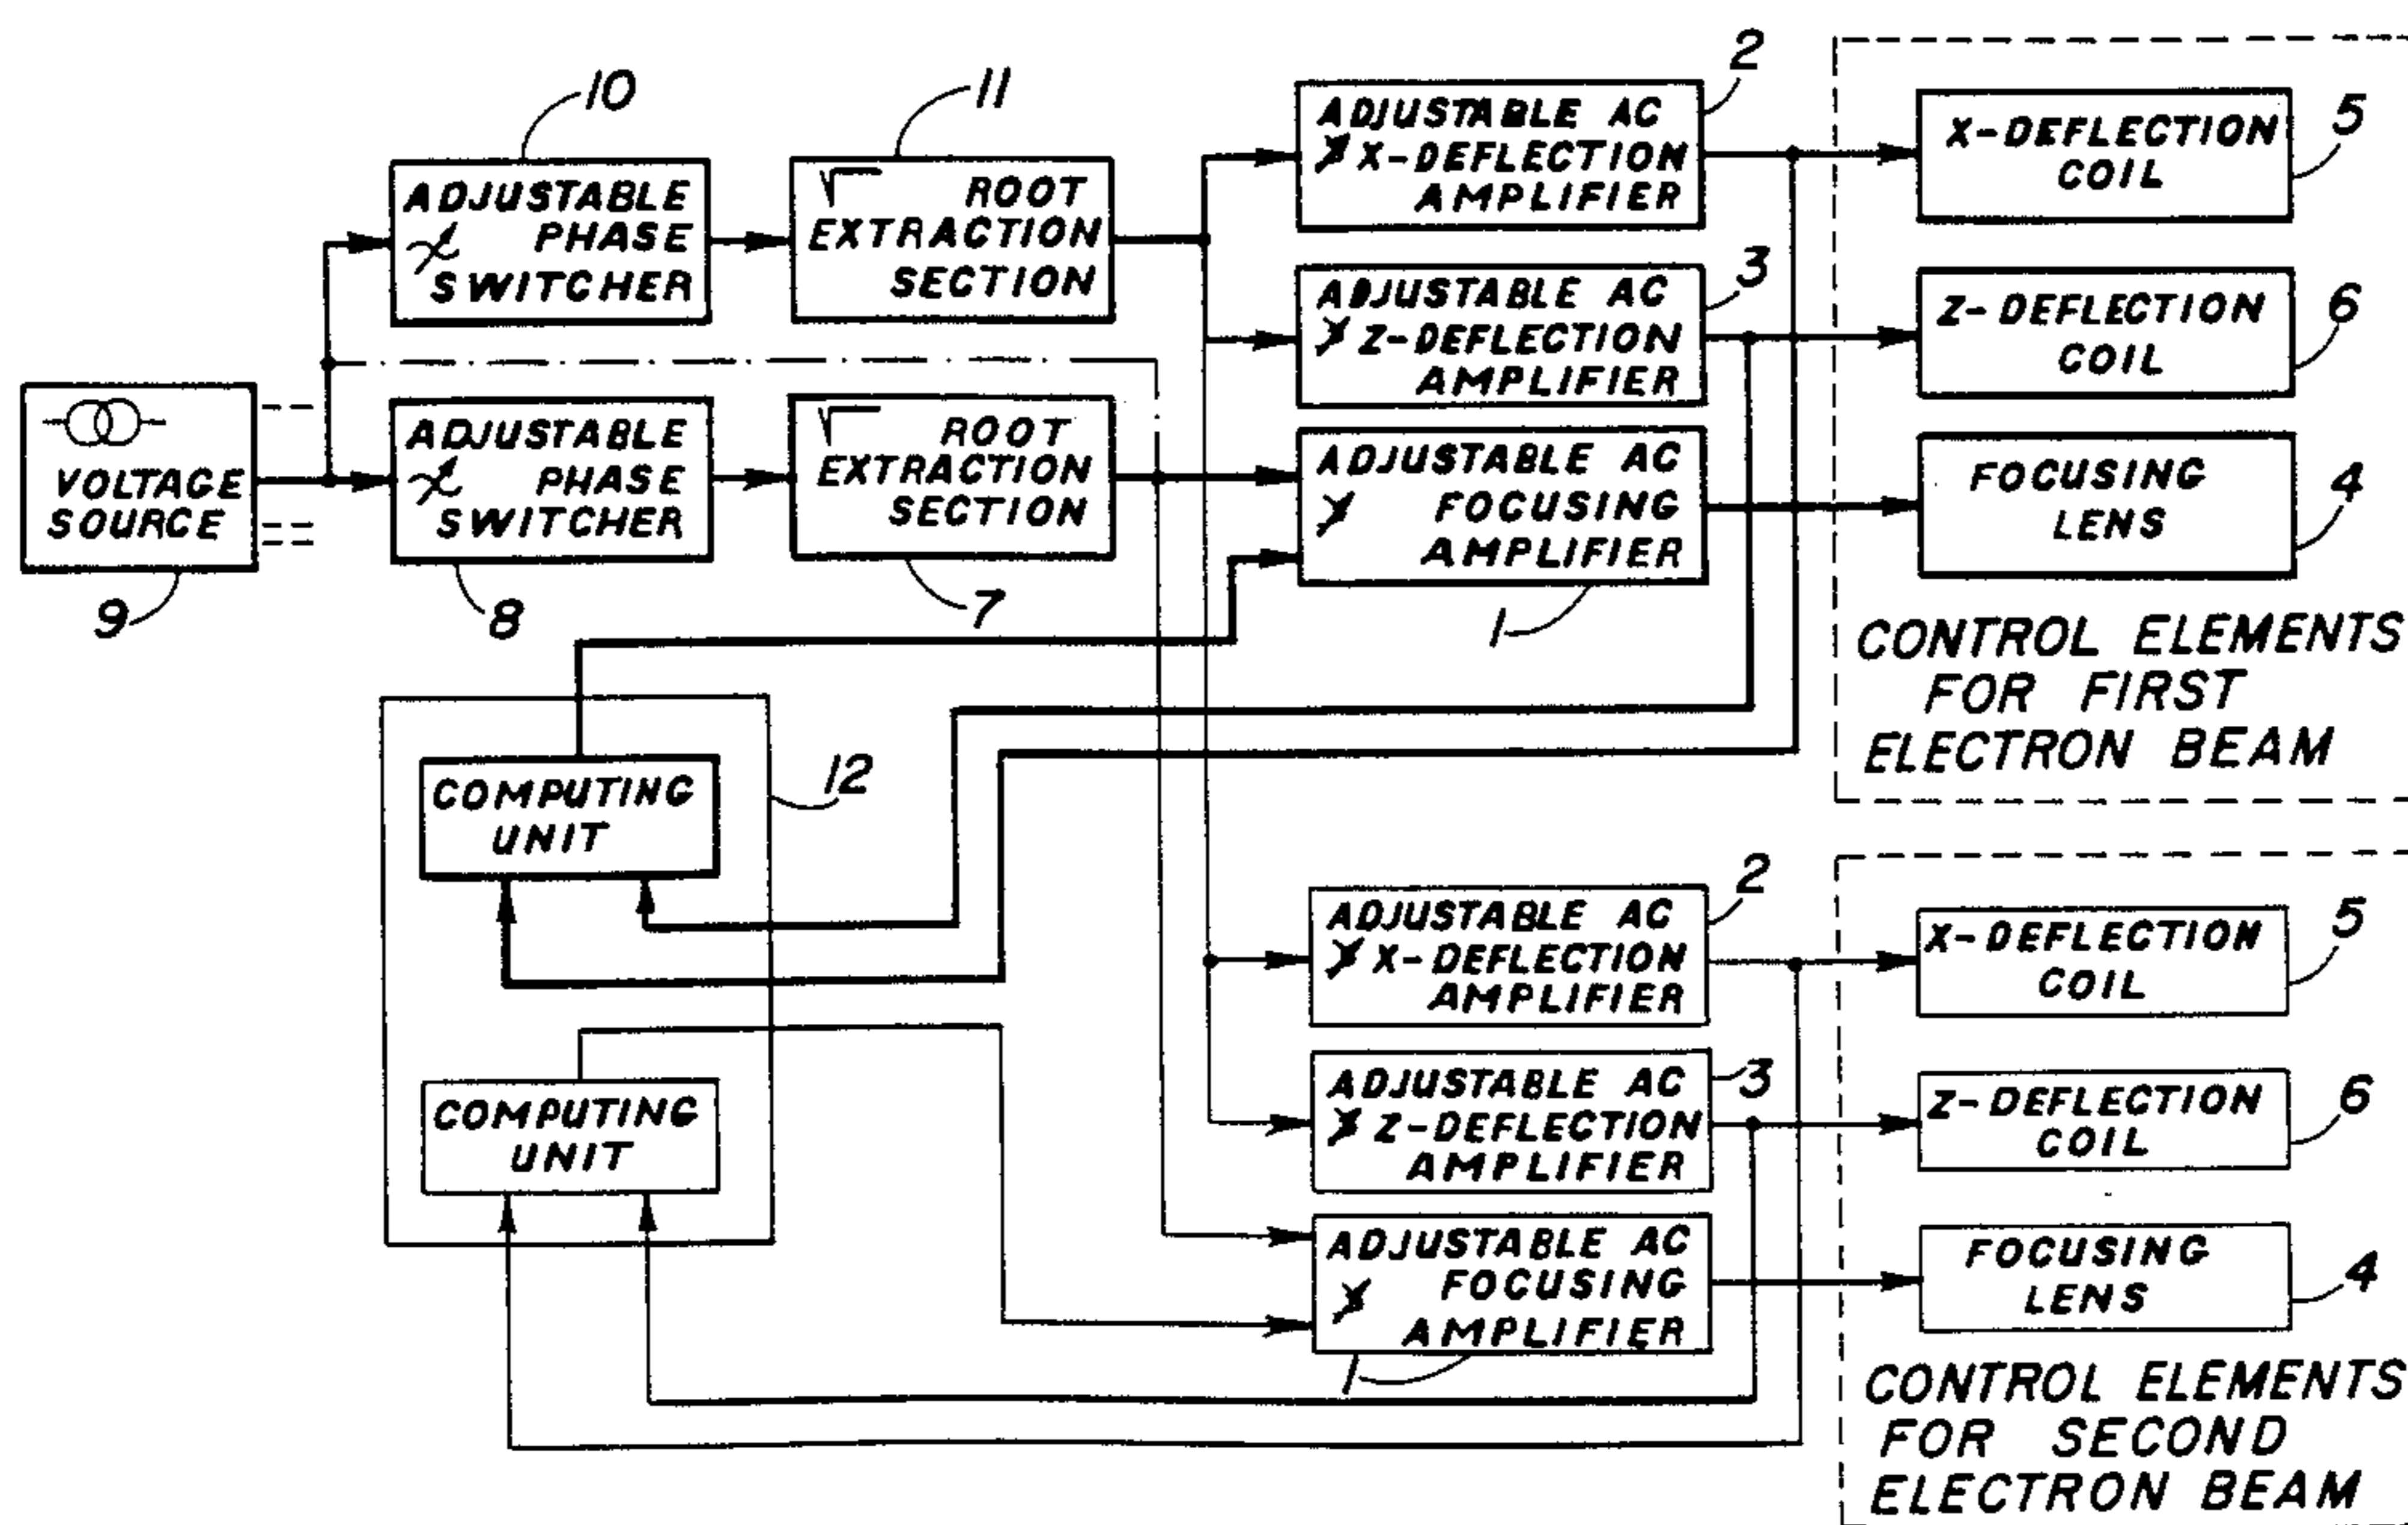 10
ADJUSTABLE
PHASE
SWITCHER
11
√ ROOT
EXTRACTION
SECTION
2
ADJUSTABLE AC
X-DEFLECTION
AMPLIFIER
X-DEFLECTION
COIL
5
3
ADJUSTABLE AC
Z-DEFLECTION
AMPLIFIER
Z-DEFLECTION
COIL
6
VOLTAGE
SOURCE
9
ADJUSTABLE
PHASE
SWITCHER
8
√ ROOT
EXTRACTION
SECTION
7
ADJUSTABLE AC
FOCUSING
AMPLIFIER
1
FOCUSING
LENS
4
CONTROL ELEMENTS
FOR FIRST
ELECTRON BEAM
12
COMPUTING
UNIT
COMPUTING
UNIT
2
ADJUSTABLE AC
X-DEFLECTION
AMPLIFIER
X-DEFLECTION
COIL
5
3
ADJUSTABLE AC
Z-DEFLECTION
AMPLIFIER
Z-DEFLECTION
COIL
6
ADJUSTABLE AC
FOCUSING
AMPLIFIER
1
FOCUSING
LENS
4
CONTROL ELEMENTS
FOR SECOND
ELECTRON BEAM